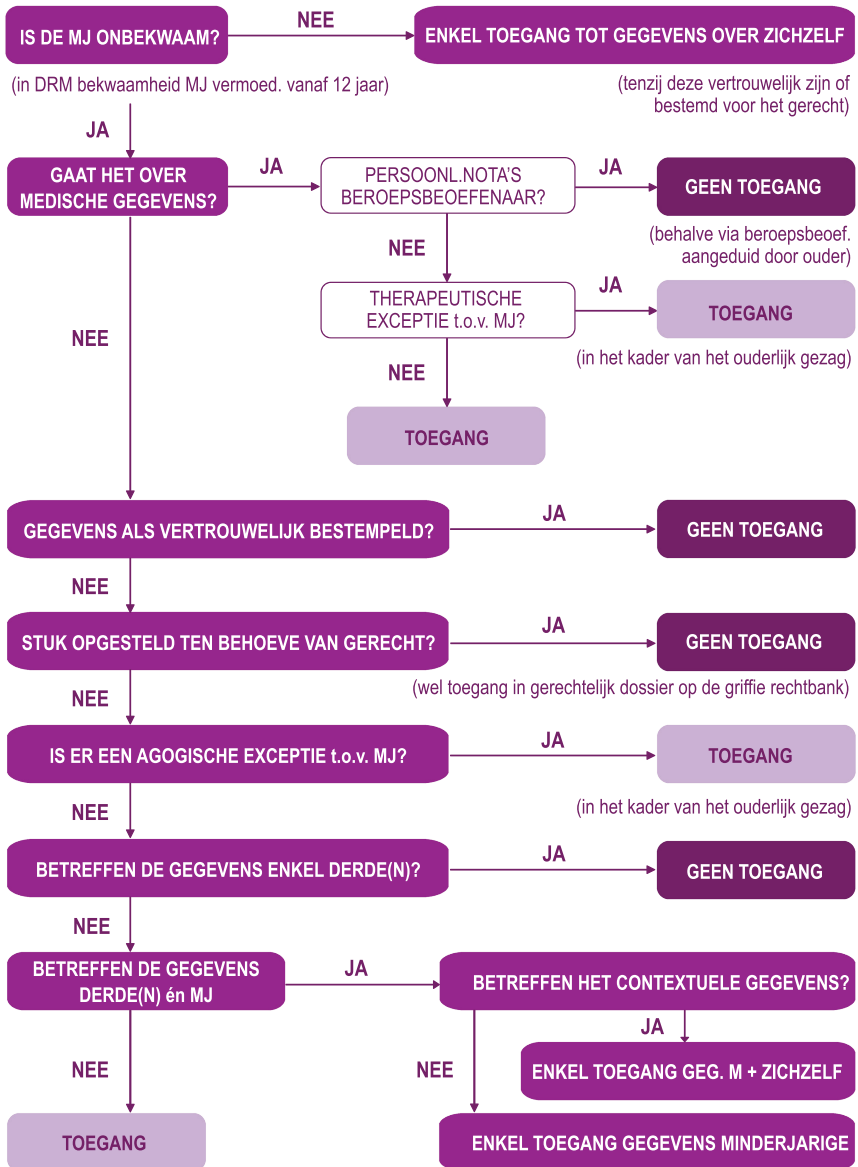 IS DE MJ ONBEKWAAM?
NEE
ENKEL TOEGANG TOT GEGEVENS OVER ZICHZELF
(in DRM bekwaamheid MJ vermoed. vanaf 12 jaar)
(tenzij deze vertrouwelijk zijn of
bestemd voor het gerecht)
JA
GAAT HET OVER
MEDISCHE GEGEVENS?
JA
PERSOONL.NOTA'S
BEROEPSBEOEFENAAR?
JA
GEEN TOEGANG
(behalve via beroepsbeoef.
aangeduid door ouder)
NEE
THERAPEUTISCHE
EXCEPTIE t.o.v. MJ?
JA
TOEGANG
(in het kader van het ouderlijk gezag)
NEE
NEE
TOEGANG
GEGEVENS ALS VERTROUWELIJK BESTEMPELD?
JA
GEEN TOEGANG
NEE
STUK OPGESTELD TEN BEHOEVE VAN GERECHT?
JA
GEEN TOEGANG
(wel toegang in gerechtelijk dossier op de griffie rechtbank)
NEE
IS ER EEN AGOGISCHE EXCEPTIE t.o.v. MJ?
JA
TOEGANG
(in het kader van het ouderlijk gezag)
NEE
BETREFFEN DE GEGEVENS ENKEL DERDE(N)?
JA
GEEN TOEGANG
NEE
BETREFFEN DE GEGEVENS
DERDE(N) én MJ
JA
BETREFFEN HET CONTEXTUELE GEGEVENS?
JA
ENKEL TOEGANG GEG. M + ZICHZELF
NEE
NEE
TOEGANG
ENKEL TOEGANG GEGEVENS MINDERJARIGE